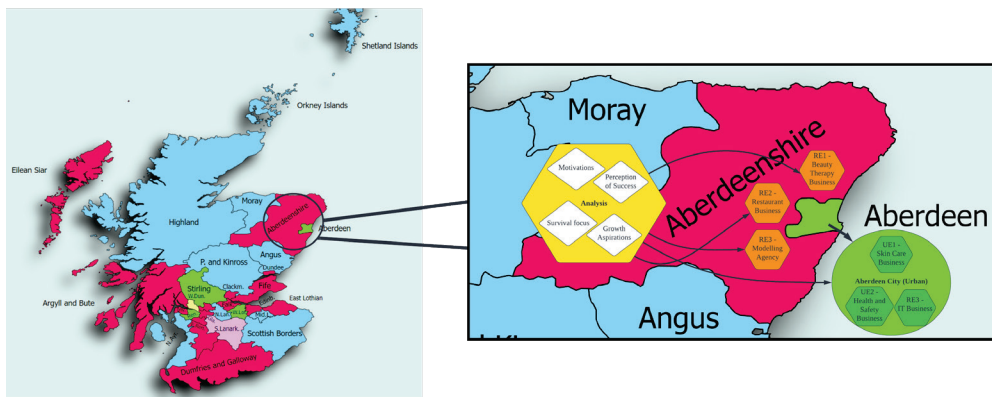 Shetland Islands
Orkney Islands
Eilean Siar
Moray
Aberdeenshire
Aberdeen
Highland
Angus
P. and Kinross
Dundee
Stirling
Clackm.
Fife
W.Dun.
East Lothian
Argyll and Bute
N.Lan.
Mid.L.
S.Lanark.
Scottish Borders
Dumfries and Galloway
Moray
Aberdeenshire
Aberdeen
Angus
Motivations
Perception
of Success
Analysis
Survival focus
Growth
Aspirations
RE1 -
Beauty
Therapy
Business
RE2 -
Restaurant
Business
RE3 -
Modelling
Agency
UE1 -
Skin Care
Business
Aberdeen City (Urban)
UE2 -
Health and
Safety
Business
RE3 -
IT Business